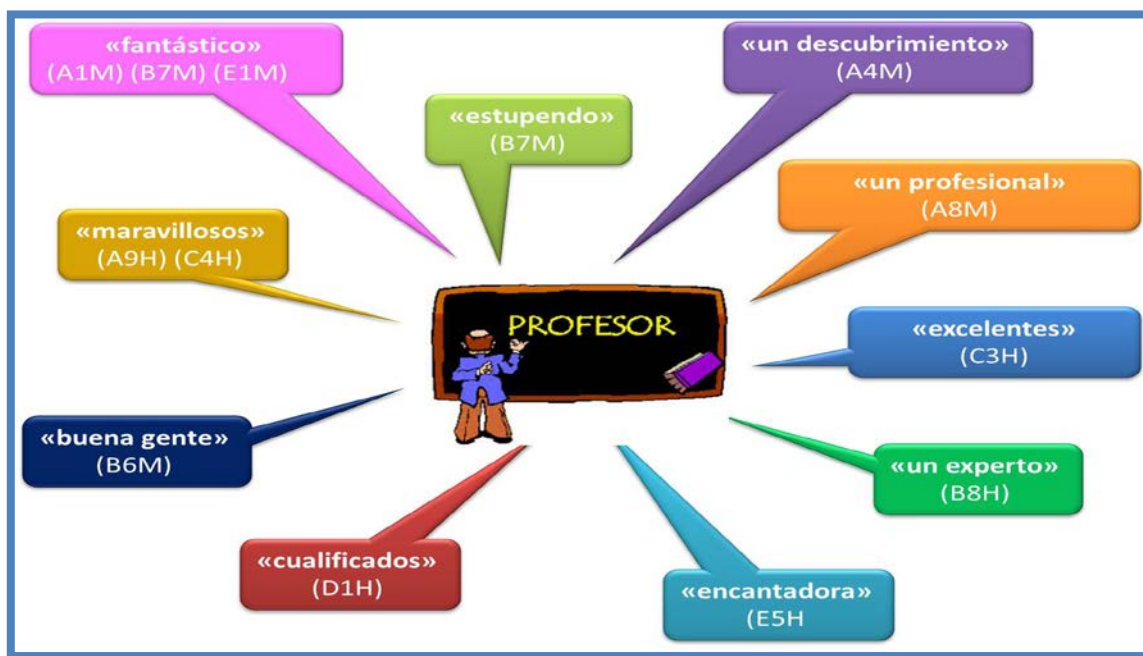 «fantástico»
(A1M) (B7M) (E1M)
«un descubrimiento»
(A4M)
«estupendo»
(B7M)
«un profesional»
(A8M)
«maravillosos»
(A9H) (C4H)
PROFESOR
«excelentes»
(C3H)
«buena gente»
(B6M)
«un experto»
(B8H)
«cualificados»
(D1H)
«encantadora»
(E5H